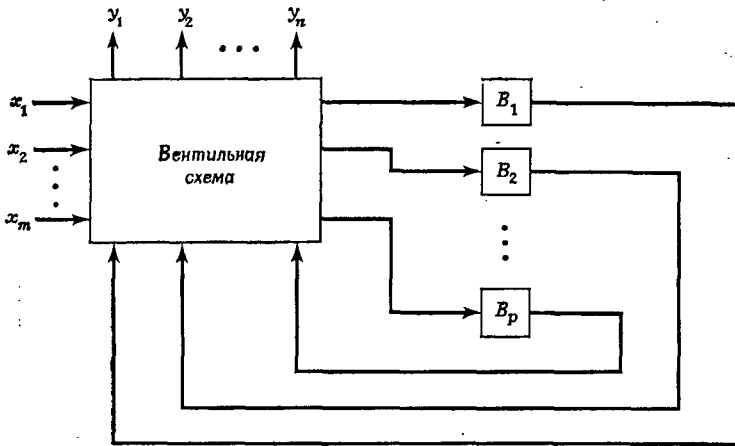 y₁ y₂ ... yₙ
x₁
x₂
xₘ
Вентильная
схема
B₁
B₂
Bₚ